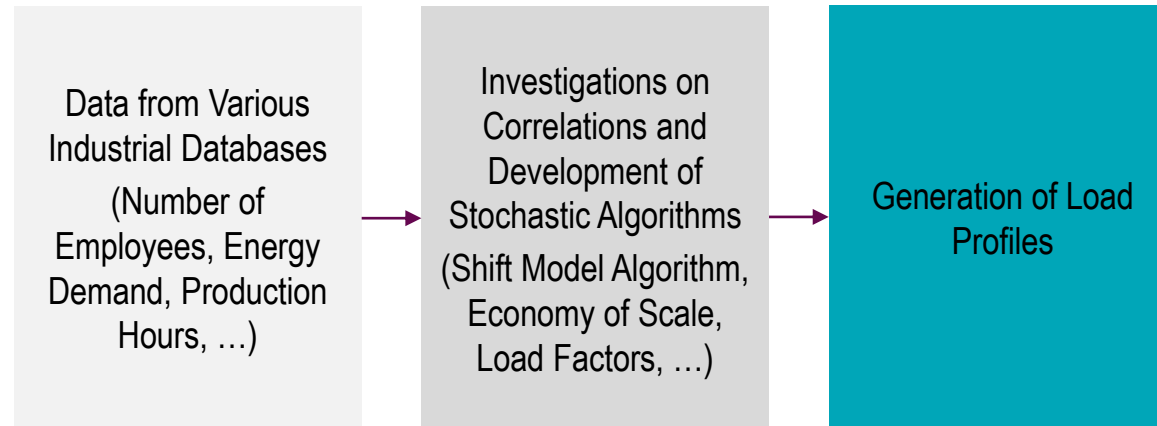 Data from Various
Industrial Databases
(Number of
Employees, Energy
Demand, Production
Hours, …)
Investigations on
Correlations and
Development of
Stochastic Algorithms
(Shift Model Algorithm,
Economy of Scale,
Load Factors, …)
Generation of Load
Profiles